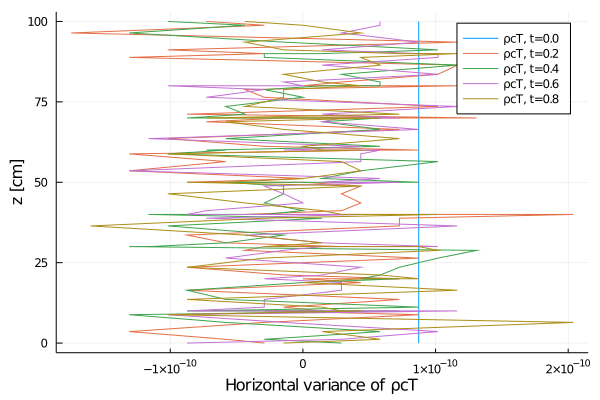 100
75
50
25
0
z [cm]
−1×10⁻¹⁰
0
1×10⁻¹⁰
2×10⁻¹⁰
Horizontal variance of ρcT
ρcT, t=0.0
ρcT, t=0.2
ρcT, t=0.4
ρcT, t=0.6
ρcT, t=0.8